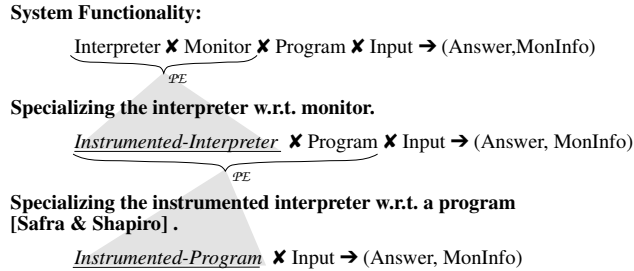 System Functionality:
Interpreter ✘ Monitor ✘ Program ✘ Input ➔ (Answer,MonInfo)
PE
Specializing the interpreter w.r.t. monitor.
Instrumented-Interpreter ✘ Program ✘ Input ➔ (Answer, MonInfo)
PE
Specializing the instrumented interpreter w.r.t. a program
[Safra & Shapiro] .
Instrumented-Program ✘ Input ➔ (Answer, MonInfo)